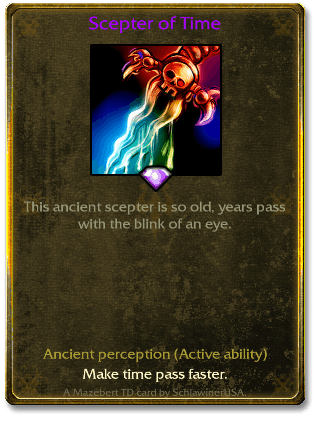 Scepter of Time
This ancient scepter is so old, years pass
with the blink of an eye.
Ancient perception (Active ability)
Make time pass faster.
A Mazebert TD card by SchlawinerUSA